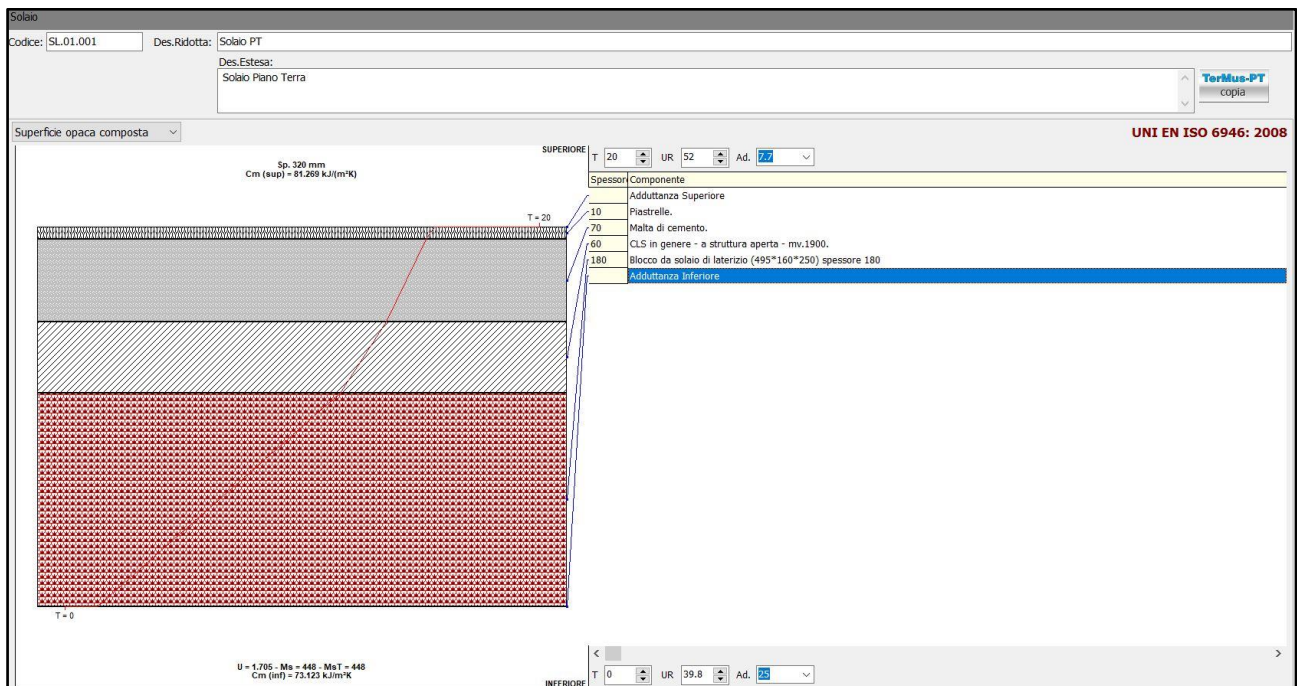 Solaio
Codice: SL.01.001 Des.Ridotta: Solaio PT
Des.Estesa:
Solaio Piano Terra
TerMus-PT
copia
Superficie opaca composta
UNI EN ISO 6946: 2008
Sp. 320 mm
Cm (sup) = 81.269 kJ/(m²K)
SUPERIORE
T 20 UR 52 Ad. 7.7
Spessor Componente
Adduttanza Superiore
10 Piastrelle.
70 Malta di cemento.
60 CLS in genere - a struttura aperta - mv.1900.
180 Blocco da solaio di laterizio (495*160*250) spessore 180
Adduttanza Inferiore
T = 20
T = 0
U = 1.705 - Ms = 448 - MsT = 448
Cm (inf) = 73.123 kJ/m²K
INFERIORE
T 0 UR 39.8 Ad. 25